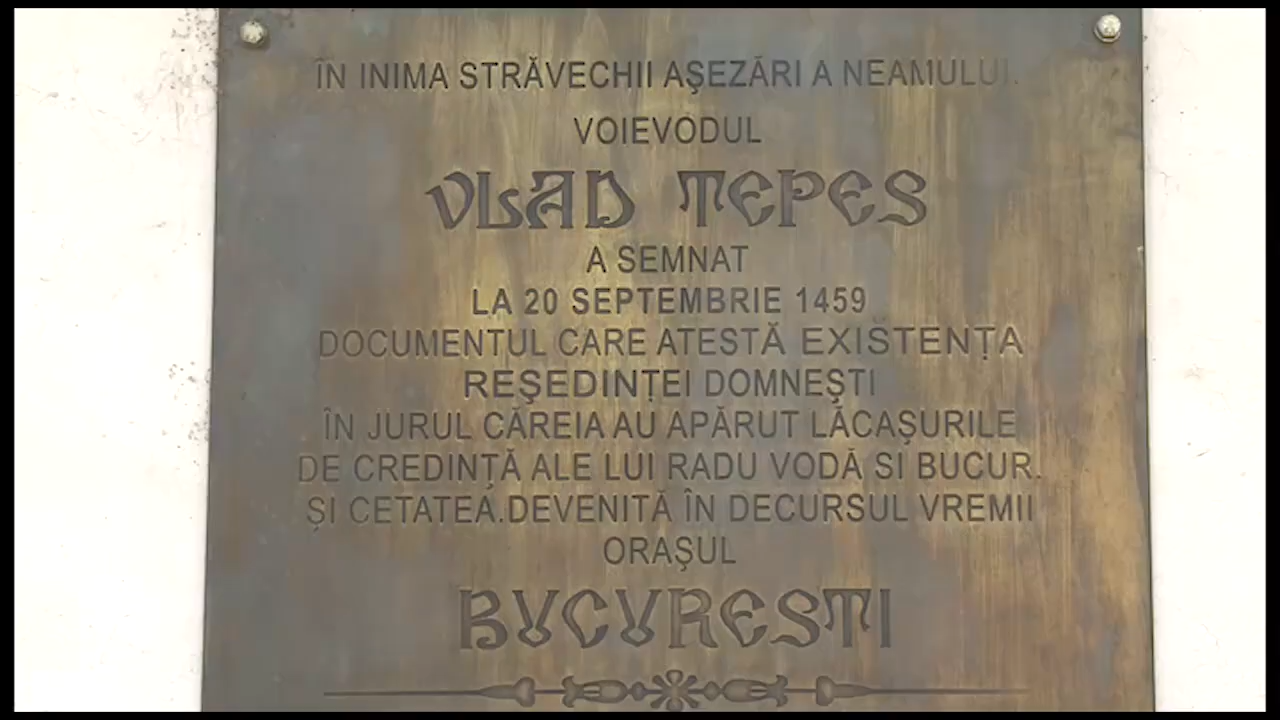 ÎN INIMA STRĂVECHII AŞEZĂRI A NEAMULUI.
VOIEVODUL
VLAD TEPES
A SEMNAT
LA 20 SEPTEMBRIE 1459
DOCUMENTUL CARE ATESTĂ EXISTENŢA
REŞEDINŢEI DOMNEŞTI
ÎN JURUL CĂREIA AU APĂRUT LĂCAŞURILE
DE CREDINŢĂ ALE LUI RADU VODĂ SI BUCUR.
ŞI CETATEA.DEVENITĂ ÎN DECURSUL VREMII
ORAŞUL
BUCURESTI